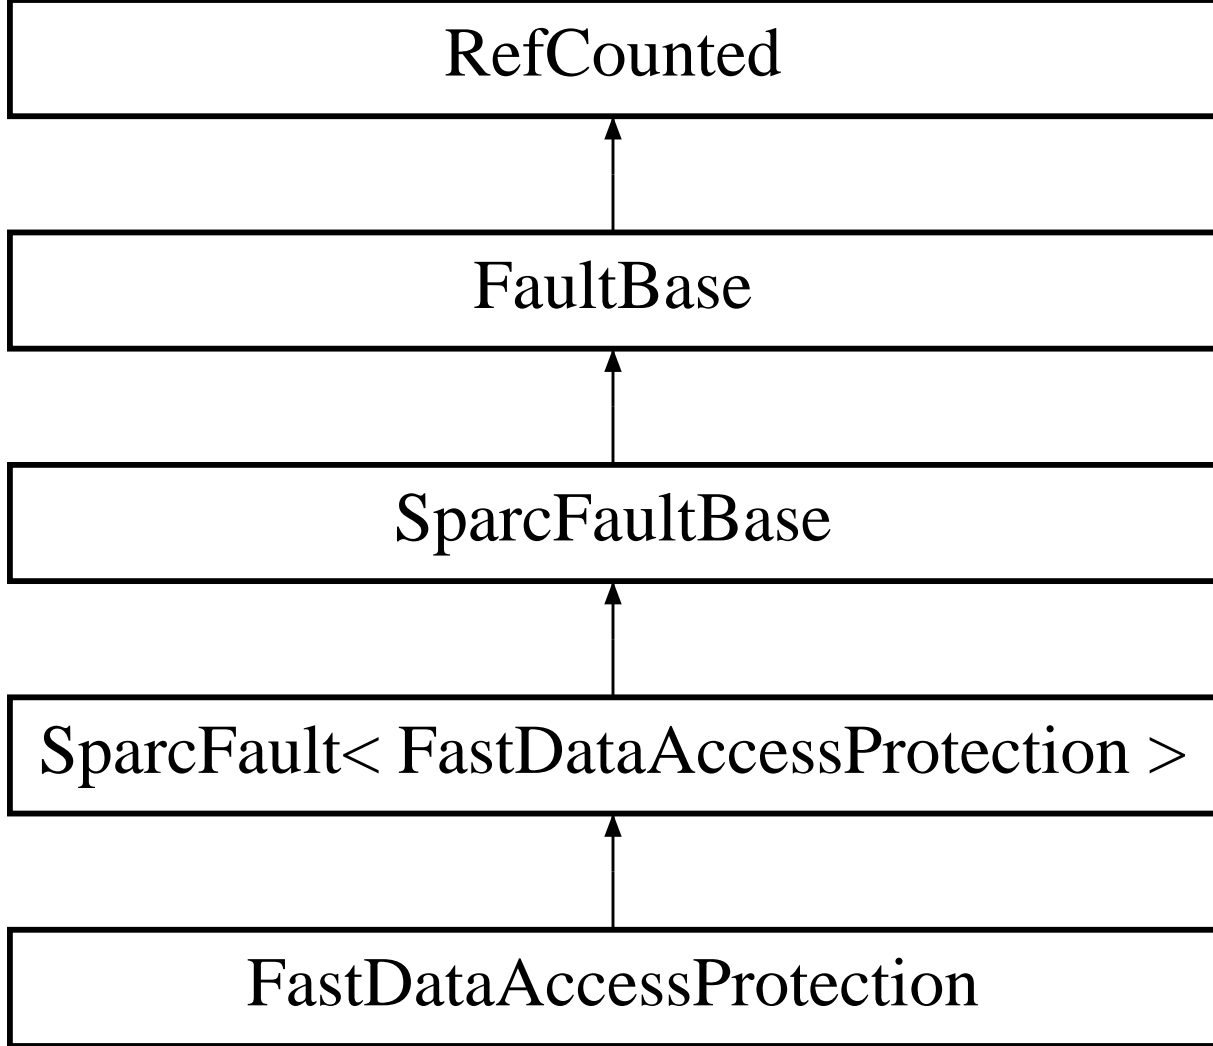 RefCounted
FaultBase
SparcFaultBase
SparcFault< FastDataAccessProtection >
FastDataAccessProtection